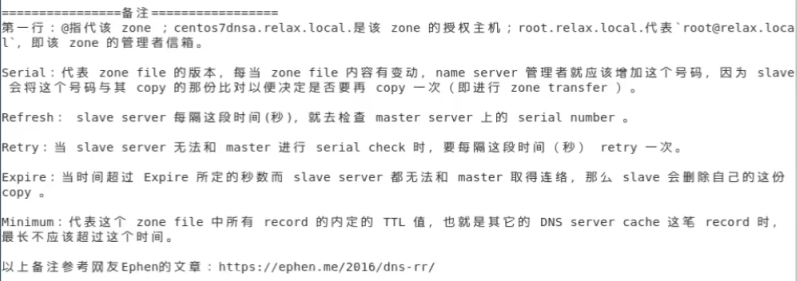 ================备注=================
第一行：@指代该 zone ；centos7dnsa.relax.local.是该 zone 的授权主机；root.relax.local.代表`root@relax.loca
l`，即该 zone 的管理者信箱。
Serial：代表 zone file 的版本，每当 zone file 内容有变动，name server 管理者就应该增加这个号码，因为 slave
会将这个号码与其 copy 的那份比对以便决定是否要再 copy 一次（即进行 zone transfer ）。
Refresh： slave server 每隔这段时间(秒)，就去检查 master server 上的 serial number 。
Retry：当 slave server 无法和 master 进行 serial check 时，要每隔这段时间（秒） retry 一次。
Expire：当时间超过 Expire 所定的秒数而 slave server 都无法和 master 取得连络，那么 slave 会删除自己的这份
copy 。
Minimum：代表这个 zone file 中所有 record 的内定的 TTL 值，也就是其它的 DNS server cache 这笔 record 时，
最长不应该超过这个时间。
以上备注参考网友Ephen的文章：https://ephen.me/2016/dns-rr/